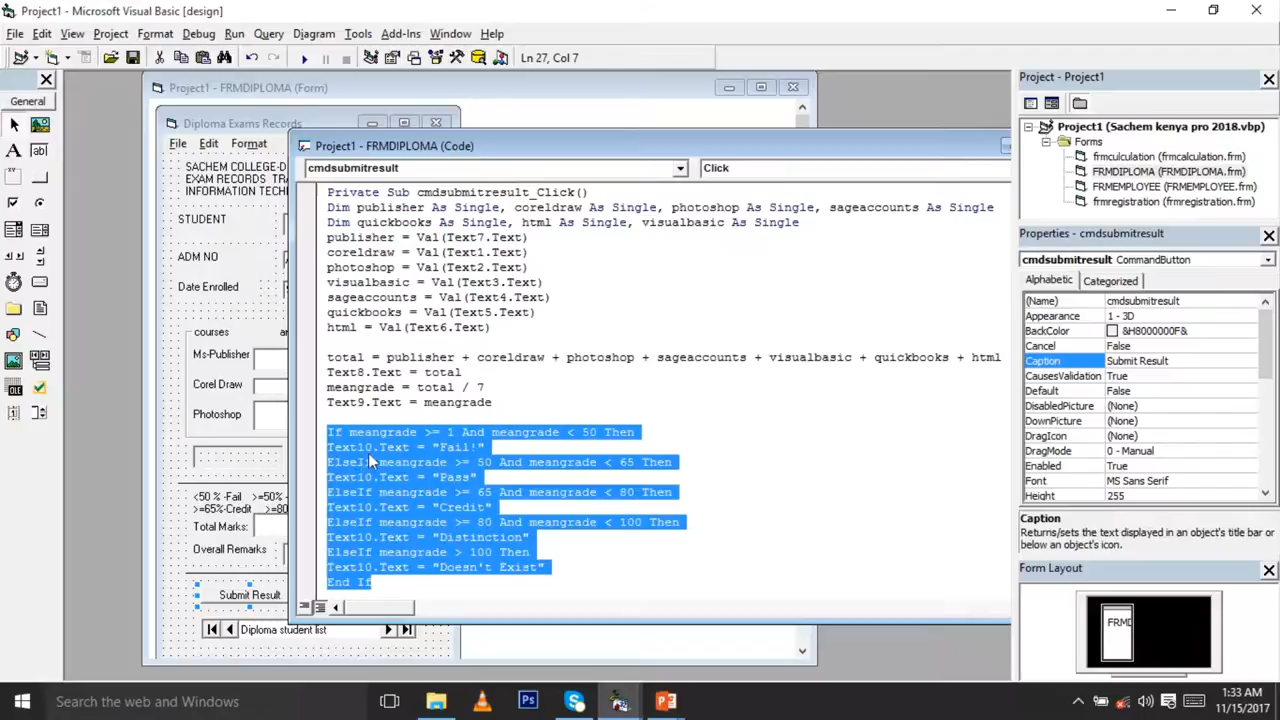 Project1 - Microsoft Visual Basic [design]
File Edit View Project Format Debug Run Query Diagram Tools Add-Ins Window Help
Ln 27, Col 7
General
Project1 - FRMDIPLOMA (Form)
Diploma Exams Records
File Edit Format
SACHEM COLLEGE-D
EXAM RECORDS TRA
INFORMATION TECH
STUDENT
ADM NO
Date Enrolled
courses
Ms-Publisher
Corel Draw
Photoshop
<50 % -Fail >=50%
>=65%-Credit >=80
Total Marks:
Overall Remarks
Submit Result
Diploma student list
Project1 - FRMDIPLOMA (Code)
cmdsubmitresult
Click
Private Sub cmdsubmitresult_Click()
Dim publisher As Single, coreldraw As Single, photoshop As Single, sageaccounts As Single
Dim quickbooks As Single, html As Single, visualbasic As Single
publisher = Val(Text7.Text)
coreldraw = Val(Text1.Text)
photoshop = Val(Text2.Text)
visualbasic = Val(Text3.Text)
sageaccounts = Val(Text4.Text)
quickbooks = Val(Text5.Text)
html = Val(Text6.Text)
total = publisher + coreldraw + photoshop + sageaccounts + visualbasic + quickbooks + html
Text8.Text = total
meangrade = total / 7
Text9.Text = meangrade
If meangrade >= 1 And meangrade < 50 Then
Text10.Text = "Fail!"
ElseIf meangrade >= 50 And meangrade < 65 Then
Text10.Text = "Pass"
ElseIf meangrade >= 65 And meangrade < 80 Then
Text10.Text = "Credit"
ElseIf meangrade >= 80 And meangrade < 100 Then
Text10.Text = "Distinction"
ElseIf meangrade > 100 Then
Text10.Text = "Doesn't Exist"
End If
Project - Project1
Project1 (Sachem kenya pro 2018.vbp)
Forms
frmculculation (frmcalculation.frm)
FRMDIPLOMA (FRMDIPLOMA.frm)
FRMEMPLOYEE (FRMEMPLOYEE.frm)
frmregistration (frmregistration.frm)
Properties - cmdsubmitresult
cmdsubmitresult CommandButton
Alphabetic Categorized
(Name) cmdsubmitresult
Appearance 1 - 3D
BackColor &H8000000F&
Cancel False
Caption Submit Result
CausesValidation True
Default False
DisabledPicture (None)
DownPicture (None)
DragIcon (None)
DragMode 0 - Manual
Enabled True
Font MS Sans Serif
Height 255
Caption
Returns/sets the text displayed in an object's title bar
or below an object's icon.
Form Layout
FRMD
Search the web and Windows
1:33 AM
11/15/2017